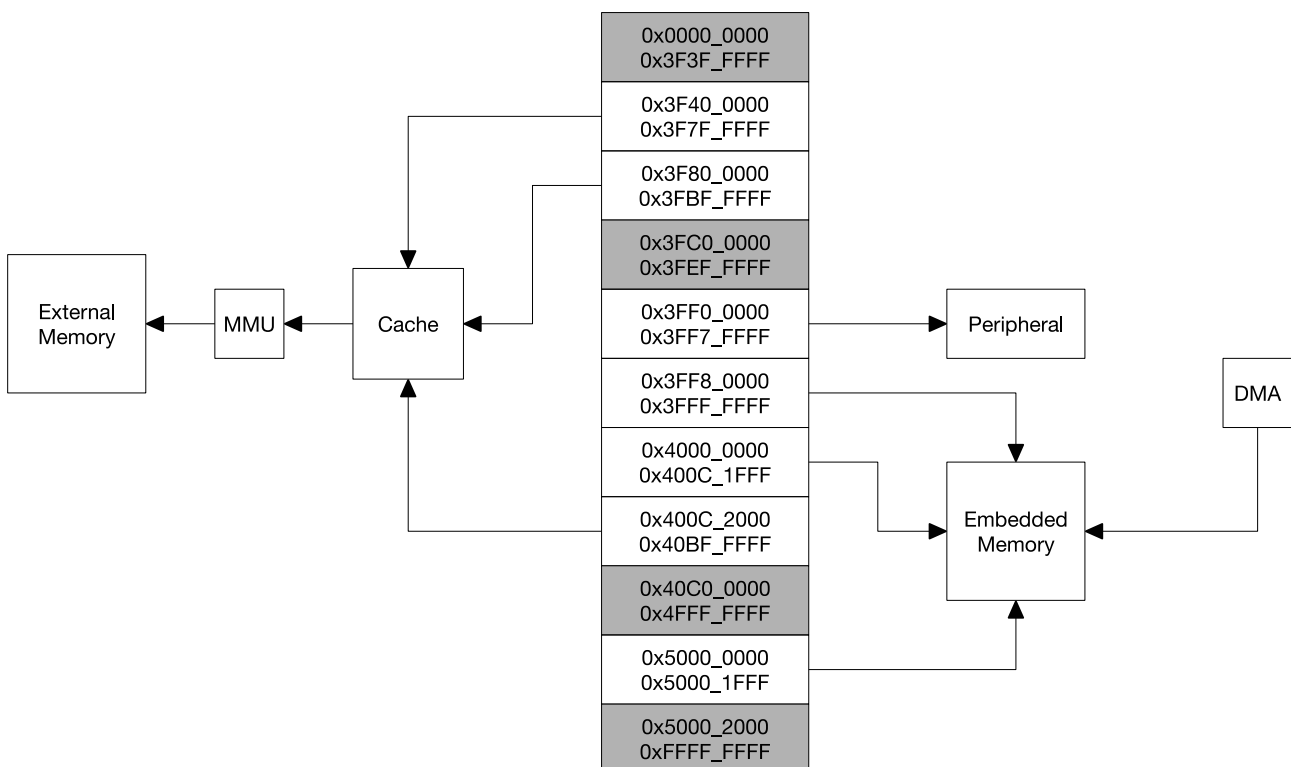 0x0000_0000
0x3F3F_FFFF
0x3F40_0000
0x3F7F_FFFF
0x3F80_0000
0x3FBF_FFFF
0x3FC0_0000
0x3FEF_FFFF
External
Memory
MMU
Cache
0x3FF0_0000
0x3FF7_FFFF
Peripheral
0x3FF8_0000
0x3FFF_FFFF
DMA
0x4000_0000
0x400C_1FFF
0x400C_2000
0x40BF_FFFF
Embedded
Memory
0x40C0_0000
0x4FFF_FFFF
0x5000_0000
0x5000_1FFF
0x5000_2000
0xFFFF_FFFF